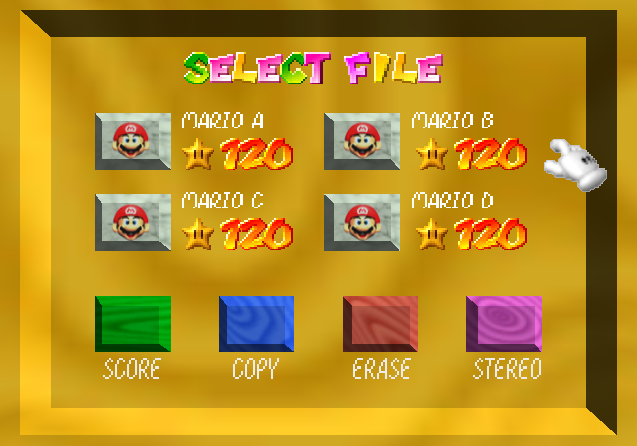 SELECT FILE
MARIO A
120
MARIO B
120
MARIO C
120
MARIO D
120
SCORE
COPY
ERASE
STEREO